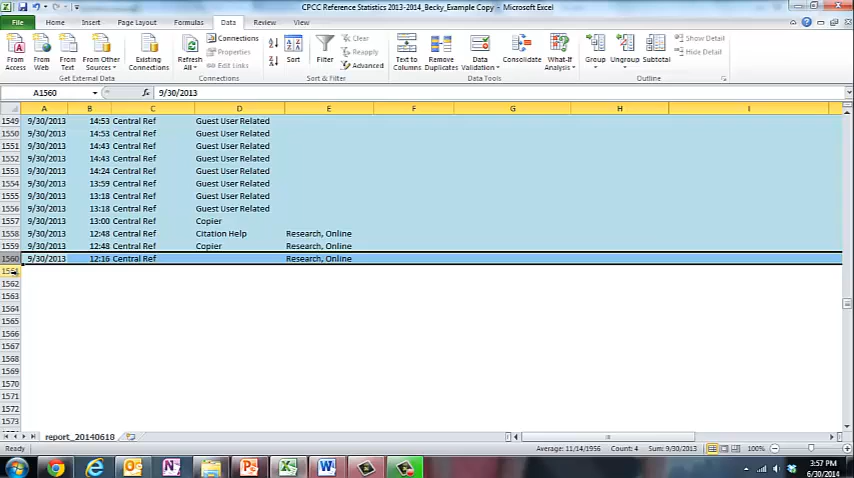 CPCC Reference Statistics 2013-2014_Becky_Example Copy - Microsoft Excel
File Home Insert Page Layout Formulas Data Review View
From Access From Web From Text From Other Sources Existing Connections Refresh All Connections Properties Edit Links Sort Filter Clear Reapply Advanced Text to Columns Remove Duplicates Data Validation Consolidate What-If Analysis Group Ungroup Subtotal Show Detail Hide Detail
Get External Data Connections Sort & Filter Data Tools Outline
A1560 fx 9/30/2013
A B C D E F G H I
1549 9/30/2013 14:53 Central Ref Guest User Related
1550 9/30/2013 14:53 Central Ref Guest User Related
1551 9/30/2013 14:43 Central Ref Guest User Related
1552 9/30/2013 14:43 Central Ref Guest User Related
1553 9/30/2013 14:24 Central Ref Guest User Related
1554 9/30/2013 13:59 Central Ref Guest User Related
1555 9/30/2013 13:18 Central Ref Guest User Related
1556 9/30/2013 13:18 Central Ref Guest User Related
1557 9/30/2013 13:00 Central Ref Copier
1558 9/30/2013 12:48 Central Ref Citation Help Research, Online
1559 9/30/2013 12:48 Central Ref Copier Research, Online
1560 9/30/2013 12:16 Central Ref Research, Online
1561
1562
1563
1564
1565
1566
1567
1568
1569
1570
1571
1572
1573
report_20140618
Ready Average: 11/14/1956 Count: 4 Sum: 9/30/2013 100%
3:57 PM
6/30/2014